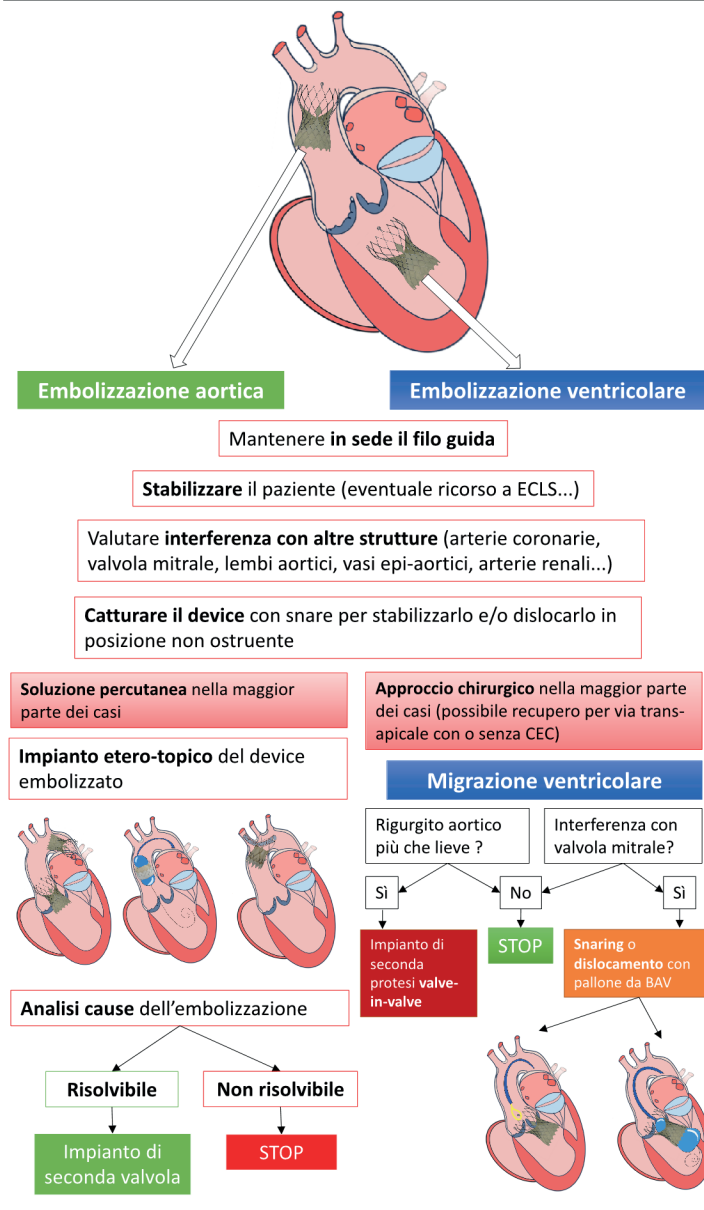 Embolizzazione aortica
Embolizzazione ventricolare
Mantenere in sede il filo guida
Stabilizzare il paziente (eventuale ricorso a ECLS...)
Valutare interferenza con altre strutture (arterie coronarie,
valvola mitrale, lembi aortici, vasi epi-aortici, arterie renali...)
Catturare il device con snare per stabilizzarlo e/o dislocarlo in
posizione non ostruente
Soluzione percutanea nella maggior
parte dei casi
Impianto etero-topico del device
embolizzato
Analisi cause dell'embolizzazione
Risolvibile
Non risolvibile
Impianto di
seconda valvola
STOP
Approccio chirurgico nella maggior parte
dei casi (possibile recupero per via trans-
apicale con o senza CEC)
Migrazione ventricolare
Rigurgito aortico
più che lieve ?
Interferenza con
valvola mitrale?
Sì
No
Sì
Impianto di
seconda
protesi valve-
in-valve
STOP
Snaring o
dislocamento con
pallone da BAV